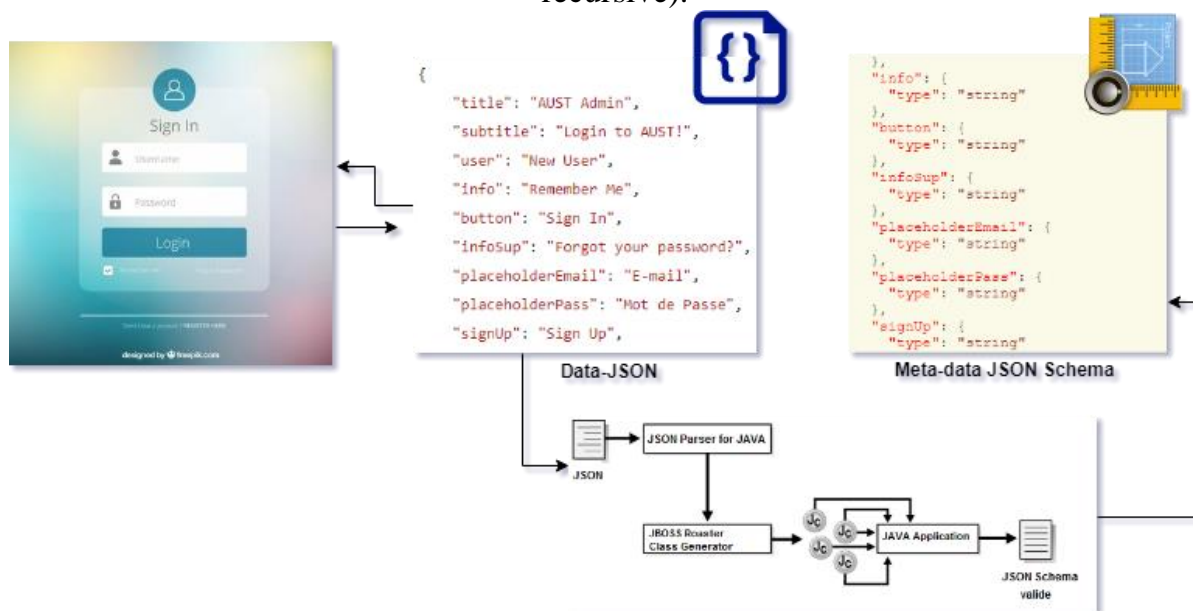 recursive).
Sign In
Username
Password
Login
designed by freepik.com
{
"title": "AUST Admin",
"subtitle": "Login to AUST!",
"user": "New User",
"info": "Remember Me",
"button": "Sign In",
"infoSup": "Forgot your password?",
"placeholderEmail": "E-mail",
"placeholderPass": "Mot de Passe",
"signUp": "Sign Up",
Data-JSON
{}
},
"info": {
"type": "string"
},
"button": {
"type": "string"
},
"infoSup": {
"type": "string"
},
"placeholderEmail": {
"type": "string"
},
"placeholderPass": {
"type": "string"
},
"signUp": {
"type": "string"
Meta-data JSON Schema
JSON
JSON Parser for JAVA
JBOSS Roaster
Class Generator
Jc
Jc
Jc
Jc
JAVA Application
JSON Schema
valide